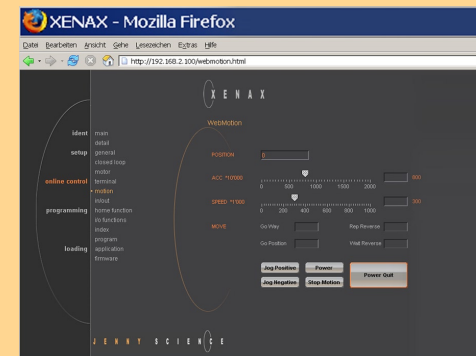 XENAX - Mozilla Firefox
Datei Bearbeiten Ansicht Gehe Lesezeichen Extras Hilfe
http://192.168.2.100/webmotion.html
XENAX
WebMotion
ident main
detail
setup general
closed loop
motor
online control terminal
motion
in/out
programming home function
i/o functions
index
program
loading application
firmware
POSITION 0
ACC *10'000 800
0 500 1000 1500 2000
SPEED *1'000 300
0 200 400 600 800 1000
MOVE Go Way Rep Reverse
Go Position Wait Reverse
Jog Positive Power Power Quit
Jog Negative Stop Motion
JENNY SCIENCE